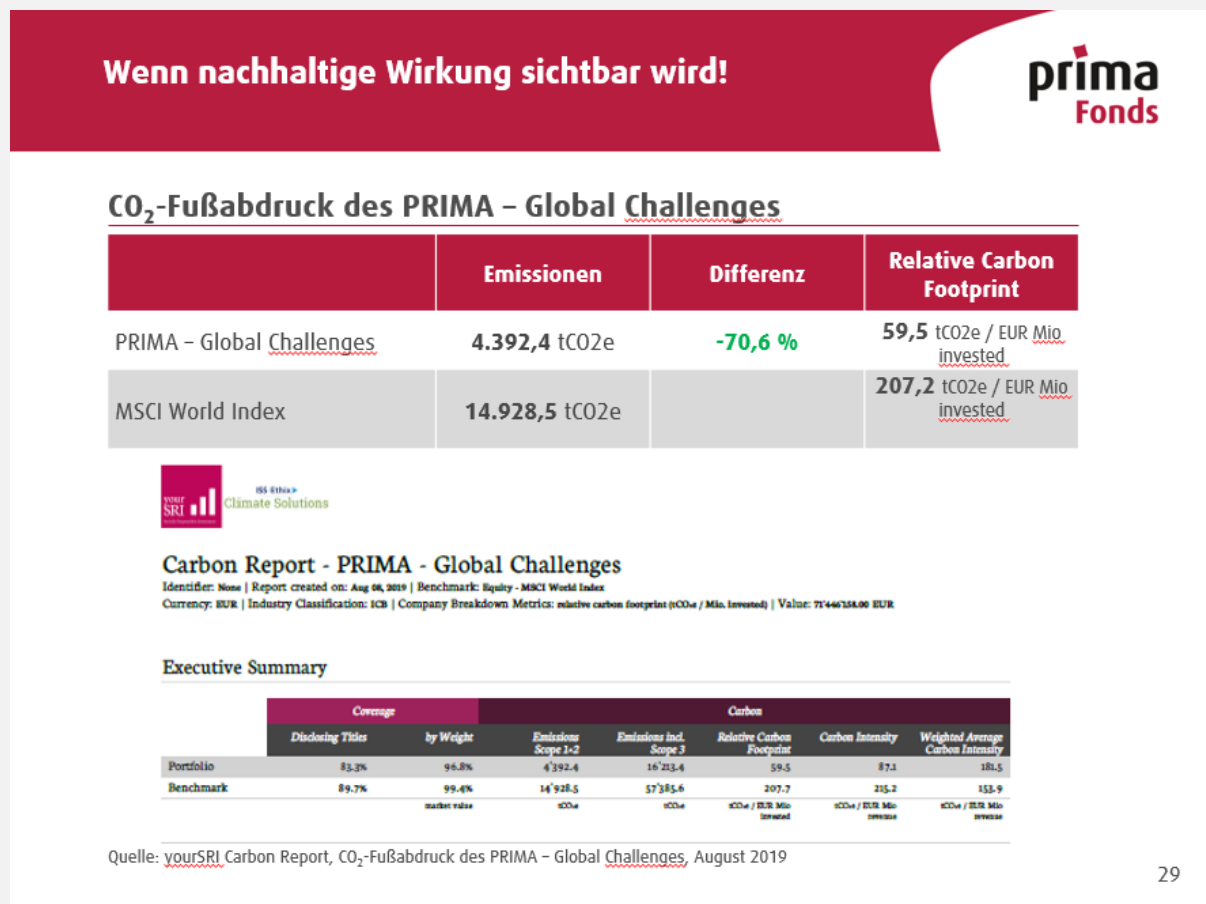 Wenn nachhaltige Wirkung sichtbar wird!
prima
Fonds
CO₂-Fußabdruck des PRIMA – Global Challenges
Emissionen Differenz Relative Carbon
Footprint
PRIMA – Global Challenges 4.392,4 tCO2e -70,6 % 59,5 tCO2e / EUR Mio
invested
MSCI World Index 14.928,5 tCO2e 207,2 tCO2e / EUR Mio
invested
your
SRI
ISS Ethix
Climate Solutions
Carbon Report - PRIMA - Global Challenges
Identifier: None | Report created on: Aug 08, 2019 | Benchmark: Equity - MSCI World Index
Currency: EUR | Industry Classification: ICB | Company Breakdown Metrics: relative carbon footprint (tCO₂e / Mio. Invested) | Value: 71'446'158.00 EUR
Executive Summary
Coverage Carbon
Disclosing Titles by Weight Emissions Emissions incl. Relative Carbon Carbon Intensity Weighted Average
Scope 1+2 Scope 3 Footprint Carbon Intensity
Portfolio 83.3% 96.8% 4'392.4 16'213.4 59.5 87.1 181.5
Benchmark 89.7% 99.4% 14'928.5 57'385.6 207.7 215.2 153.9
market value tCO₂e tCO₂e tCO₂e / EUR Mio tCO₂e / EUR Mio tCO₂e / EUR Mio
invested revenue revenue
Quelle: yourSRI Carbon Report, CO₂-Fußabdruck des PRIMA – Global Challenges, August 2019
29